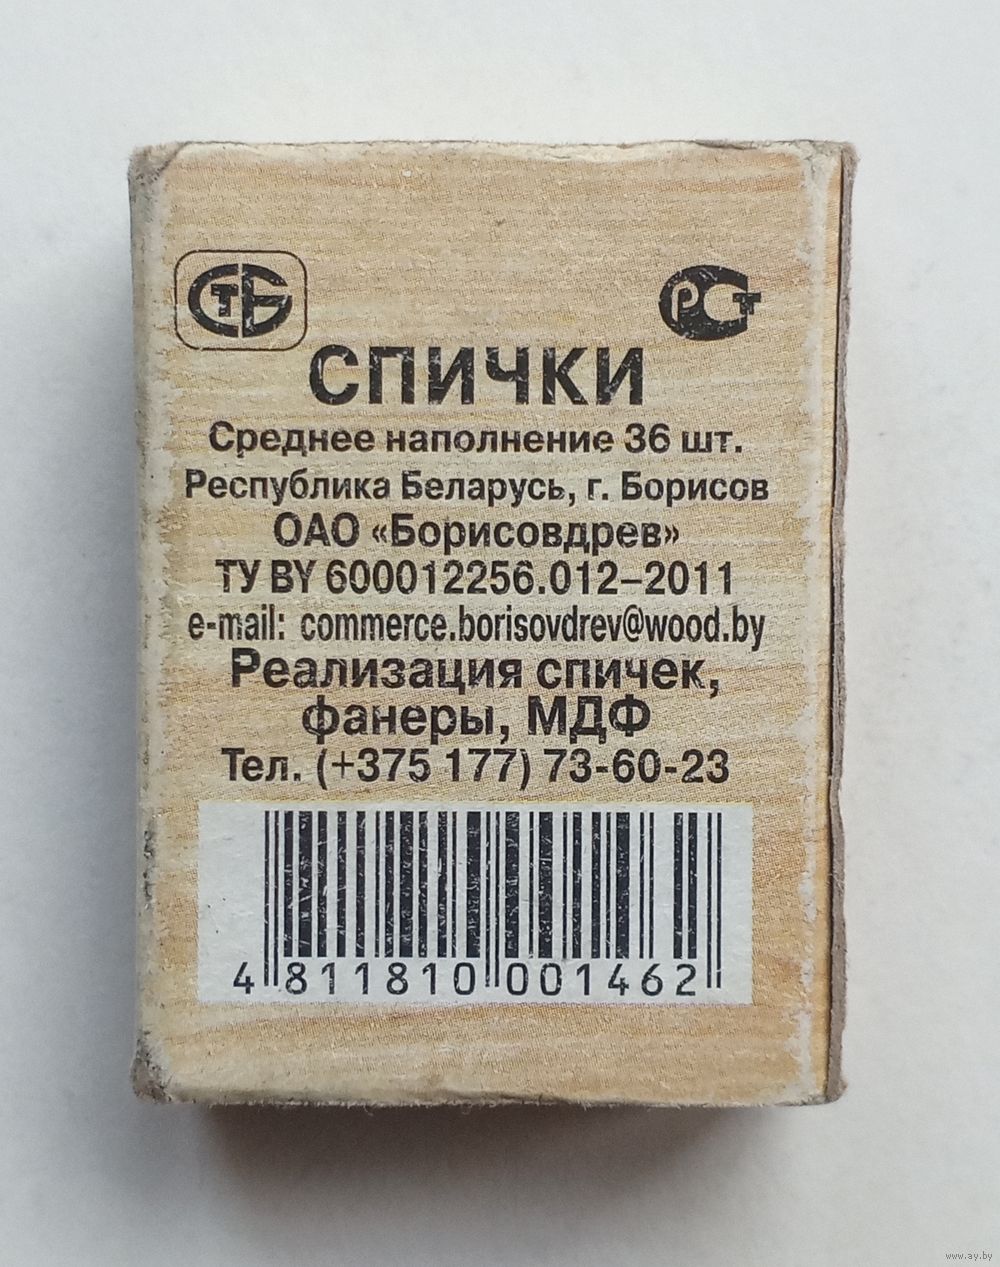 СТБ РСТ
СПИЧКИ
Среднее наполнение 36 шт.
Республика Беларусь, г. Борисов
ОАО «Борисовдрев»
ТУ BY 600012256.012–2011
e-mail: commerce.borisovdrev@wood.by
Реализация спичек,
фанеры, МДФ
Тел. (+375 177) 73-60-23
4 811810 001462
www.ay.by